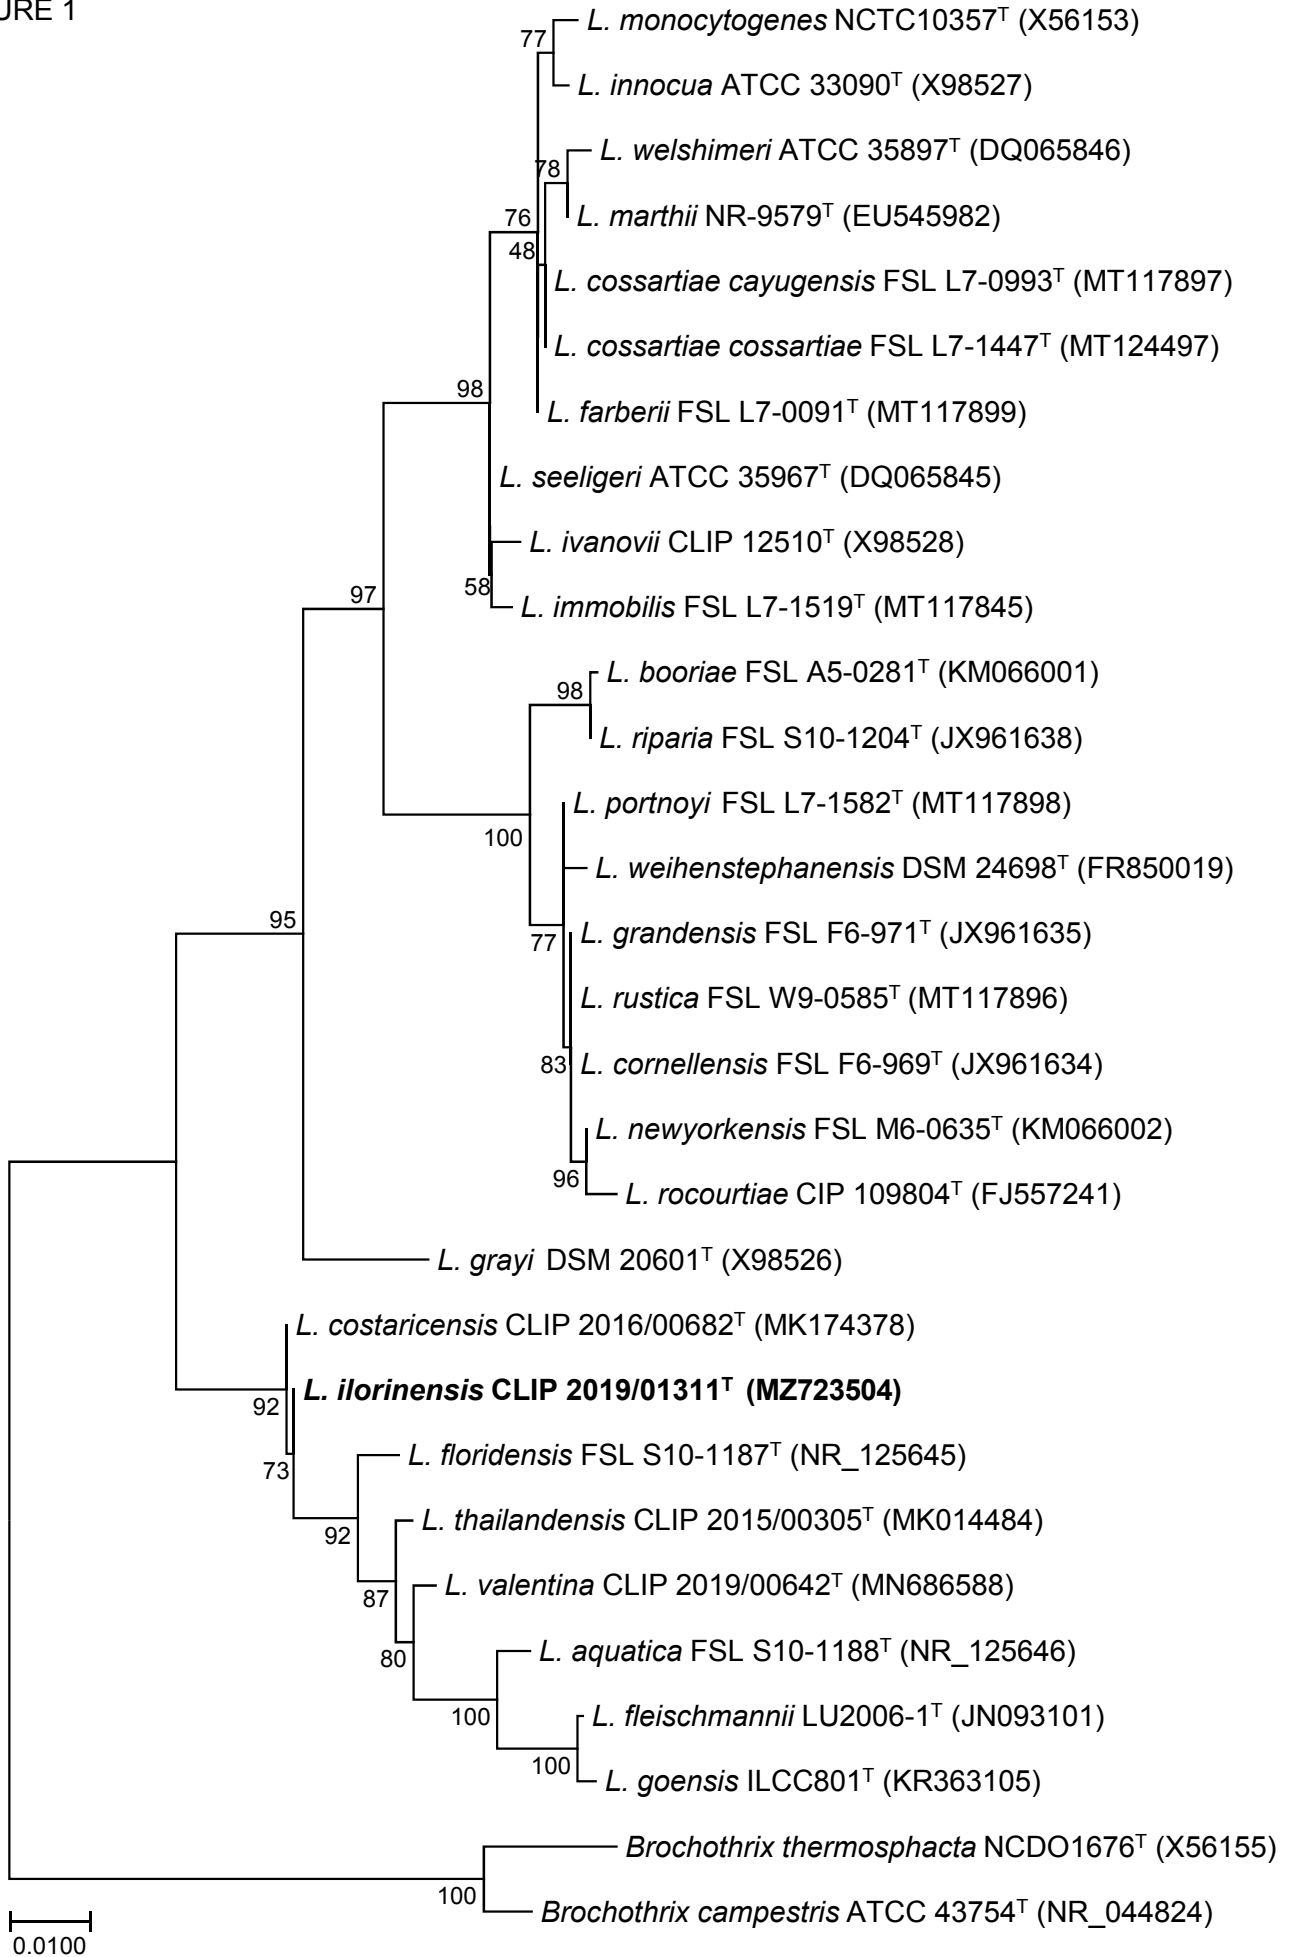 URE 1
77
L. monocytogenes NCTC10357ᵀ (X56153)
L. innocua ATCC 33090ᵀ (X98527)
78
L. welshimeri ATCC 35897ᵀ (DQ065846)
76
L. marthii NR-9579ᵀ (EU545982)
48
L. cossartiae cayugensis FSL L7-0993ᵀ (MT117897)
L. cossartiae cossartiae FSL L7-1447ᵀ (MT124497)
98
L. farberii FSL L7-0091ᵀ (MT117899)
L. seeligeri ATCC 35967ᵀ (DQ065845)
L. ivanovii CLIP 12510ᵀ (X98528)
58
97
L. immobilis FSL L7-1519ᵀ (MT117845)
L. booriae FSL A5-0281ᵀ (KM066001)
98
L. riparia FSL S10-1204ᵀ (JX961638)
L. portnoyi FSL L7-1582ᵀ (MT117898)
100
L. weihenstephanensis DSM 24698ᵀ (FR850019)
95
L. grandensis FSL F6-971ᵀ (JX961635)
77
L. rustica FSL W9-0585ᵀ (MT117896)
83
L. cornellensis FSL F6-969ᵀ (JX961634)
L. newyorkensis FSL M6-0635ᵀ (KM066002)
96
L. rocourtiae CIP 109804ᵀ (FJ557241)
L. grayi DSM 20601ᵀ (X98526)
L. costaricensis CLIP 2016/00682ᵀ (MK174378)
L. ilorinensis CLIP 2019/01311ᵀ (MZ723504)
92
L. floridensis FSL S10-1187ᵀ (NR_125645)
73
L. thailandensis CLIP 2015/00305ᵀ (MK014484)
92
L. valentina CLIP 2019/00642ᵀ (MN686588)
87
L. aquatica FSL S10-1188ᵀ (NR_125646)
80
L. fleischmannii LU2006-1ᵀ (JN093101)
100
100
L. goensis ILCC801ᵀ (KR363105)
Brochothrix thermosphacta NCDO1676ᵀ (X56155)
100
Brochothrix campestris ATCC 43754ᵀ (NR_044824)
0.0100